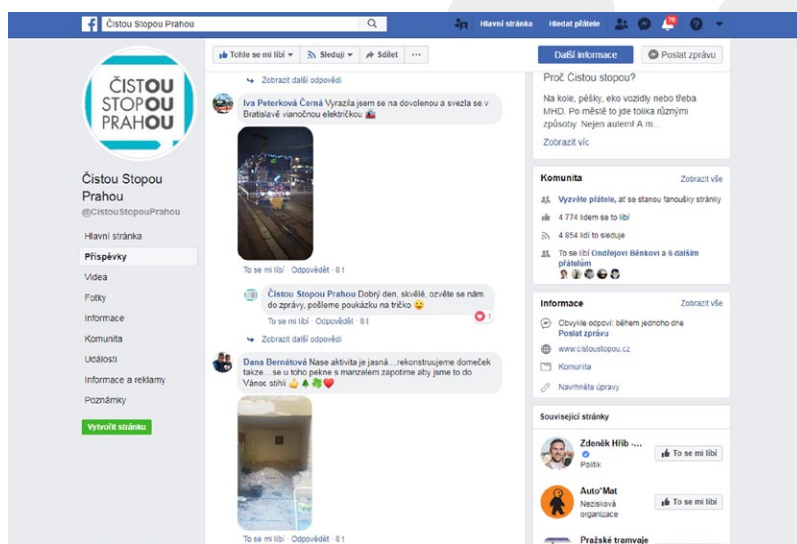 Čistou Stopou Prahou
Hlavní stránka
Hledat přátele
ČISTOU
STOPOU
PRAHOU
Čistou Stopou
Prahou
@CistouStopouPrahou
Hlavní stránka
Příspěvky
Videa
Fotky
Informace
Komunita
Události
Informace a reklamy
Poznámky
Vytvořit stránku
Tohle se mi líbí
Sleduji
Sdílet
...
Další informace
Poslat zprávu
Zobrazit další odpovědi
Iva Peterková Černá Vyrazila jsem se na dovolenou a svezla se v
Bratislavě vianočnou električkou
To se mi líbí · Odpovědět · 8 t
Čistou Stopou Prahou Dobrý den, skvělé, ozvěte se nám
do zprávy, pošleme poukázku na tričko
1
To se mi líbí · Odpovědět · 8 t
Zobrazit další odpovědi
Dana Bernátová Nase aktivita je jasná....rekonstruujeme domeček
takze....se u toho pekne s manzelem zapotime aby jsme to do
Vánoc stihli
To se mi líbí · Odpovědět · 8 t
Proč Čistou stopou?
Na kole, pěšky, eko vozidly nebo třeba
MHD. Po městě to jde tolika různými
způsoby. Nejen autem! A m...
Zobrazit víc
Komunita
Zobrazit vše
Vyzvěte přátele, ať se stanou fanoušky stránky
4 774 lidem se to líbí
4 854 lidí to sleduje
To se líbí Ondřejovi Běnkovi a 6 dalším
přátelům
Informace
Zobrazit vše
Obvykle odpoví: během jednoho dne
Poslat zprávu
www.cistoustopou.cz
Komunita
Navrhněte úpravy
Související stránky
Zdeněk Hřib -...
Politik
To se mi líbí
Auto*Mat
Nezisková
organizace
To se mi líbí
Pražské tramvaje